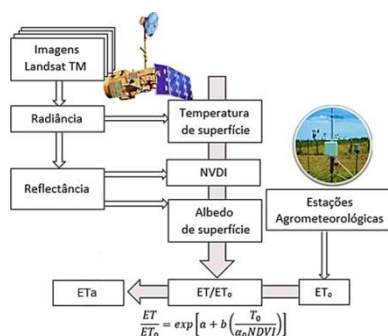 Imagens
Landsat TM
Radiância
Temperatura
de superfície
Reflectância
NVDI
Albedo
de superfície
Estações
Agrometeorológicas
ETa
ET/ET₀
ET₀
ET/ET₀ = exp[a + b(T₀/α₀NDVI)]